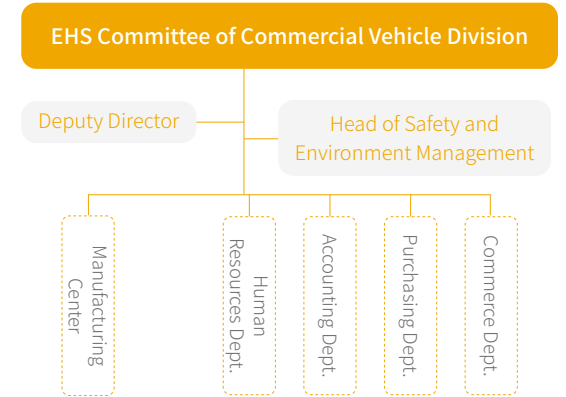 EHS Committee of Commercial Vehicle Division
Deputy Director
Head of Safety and
Environment Management
Manufacturing
Center
Human
Resources Dept.
Accounting Dept.
Purchasing Dept.
Commerce Dept.